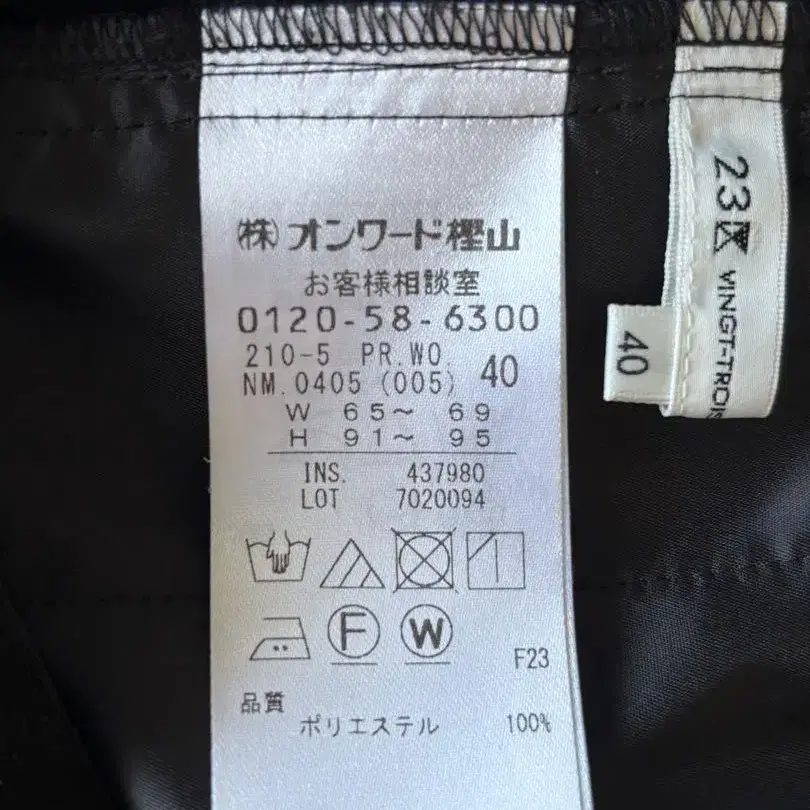 ㈱オンワード樫山
お客様相談室
0120-58-6300
210-5 PR.WO.
NM.0405 (005) 40
W 65〜 69
H 91〜 95
INS. 437980
LOT 7020094
F W
F23
品質
ポリエステル 100%
23区
VINGT-TROIS
40